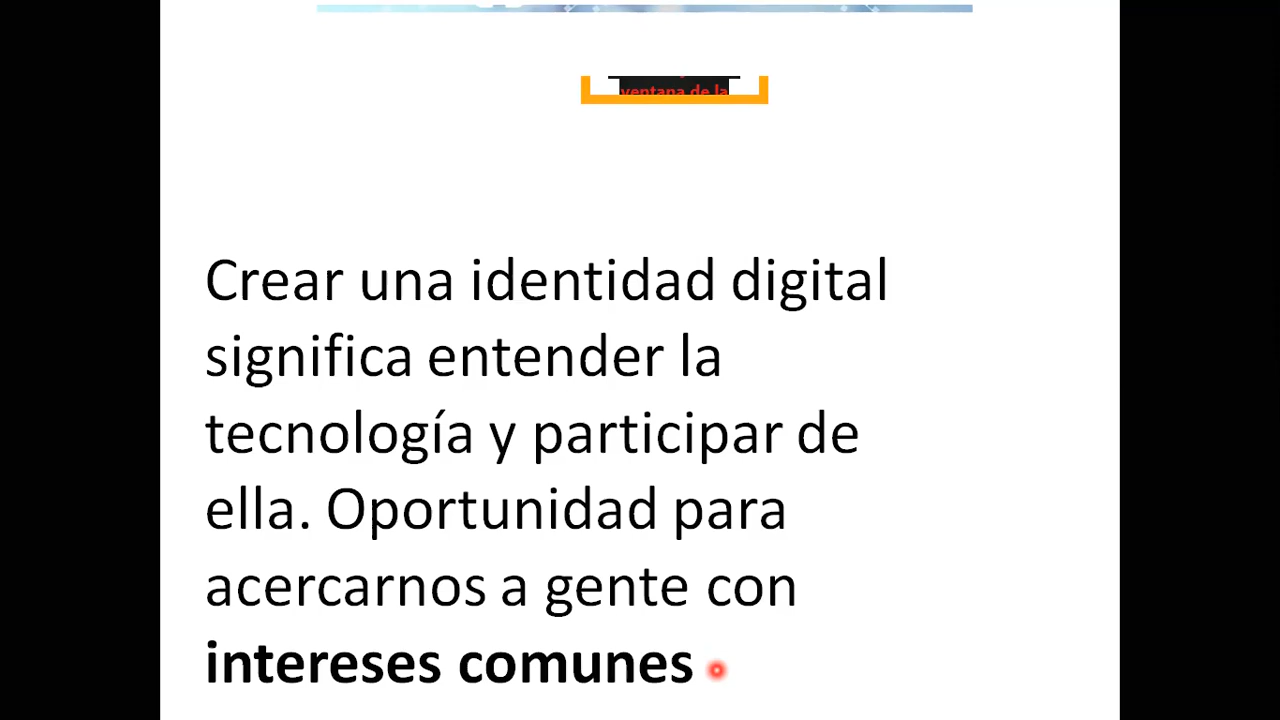 ventana de la
Crear una identidad digital
significa entender la
tecnología y participar de
ella. Oportunidad para
acercarnos a gente con
intereses comunes